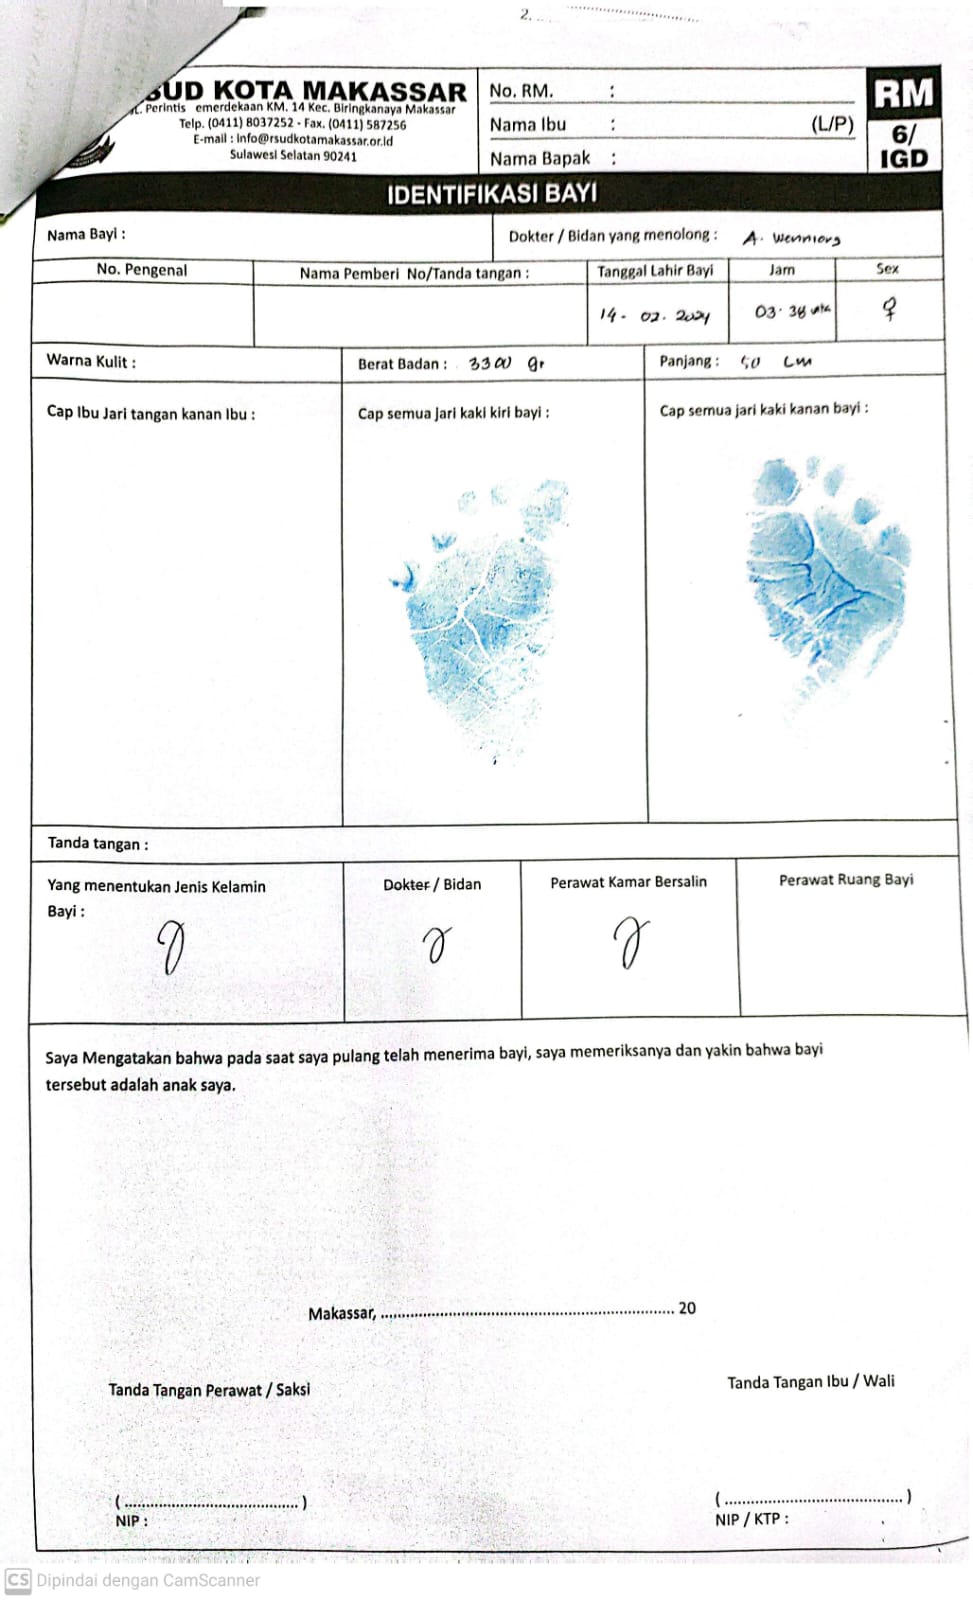 2.
SUD KOTA MAKASSAR
Jl. Perintis emerdekaan KM. 14 Kec. Biringkanaya Makassar
Telp. (0411) 8037252 - Fax. (0411) 587256
E-mail : info@rsudkotamakassar.or.id
Sulawesi Selatan 90241
No. RM. :
Nama Ibu : (L/P)
Nama Bapak :
RM
6/
IGD
IDENTIFIKASI BAYI
Nama Bayi :
Dokter / Bidan yang menolong : A.
No. Pengenal
Nama Pemberi No/Tanda tangan :
Tanggal Lahir Bayi
Jam
Sex
14 - 02. 2024
03.38
♀
Warna Kulit :
Berat Badan : 3300 gr
Panjang : 50 cm
Cap Ibu Jari tangan kanan Ibu :
Cap semua jari kaki kiri bayi :
Cap semua jari kaki kanan bayi :
Tanda tangan :
Yang menentukan Jenis Kelamin
Bayi :
Dokter / Bidan
Perawat Kamar Bersalin
Perawat Ruang Bayi
Saya Mengatakan bahwa pada saat saya pulang telah menerima bayi, saya memeriksanya dan yakin bahwa bayi
tersebut adalah anak saya.
Makassar, .................................................................. 20
Tanda Tangan Perawat / Saksi
Tanda Tangan Ibu / Wali
( ........................................ )
NIP :
( ........................................ )
NIP / KTP :
CS Dipindai dengan CamScanner